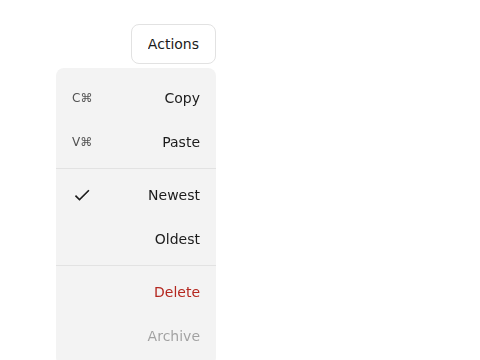 Actions
Copy C⌘
Paste V⌘
Newest
Oldest
Delete
Archive